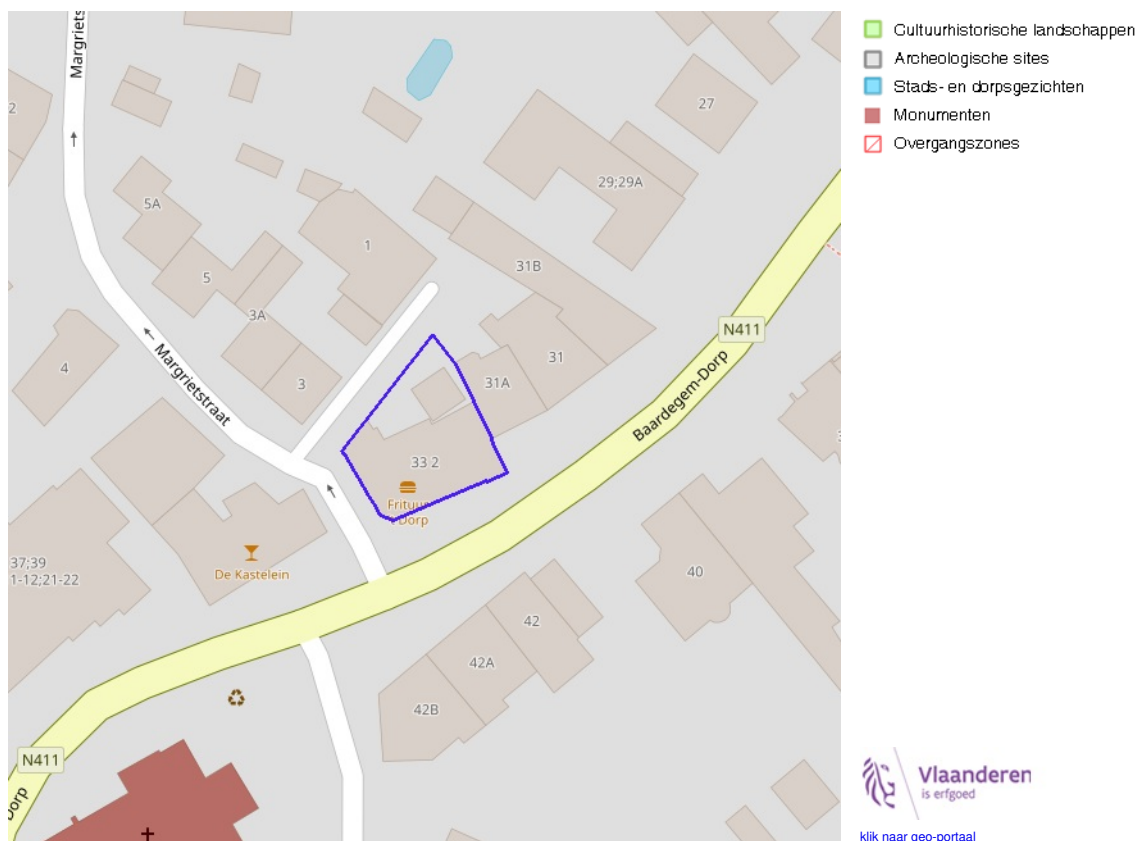 Margriets
2
27
29;29A
5A
1
5
31B
3A
N411
31
4
3
31A
Margrietstraat
Baardegem-Dorp
33 2
Frituur
Dorp
37;39
1-12;21-22
De Kastelein
40
42
42A
42B
N411
Dorp
Cultuurhistorische landschappen
Archeologische sites
Stads- en dorpsgezichten
Monumenten
Overgangszones
Vlaanderen
is erfgoed
klik naar geo-portaal